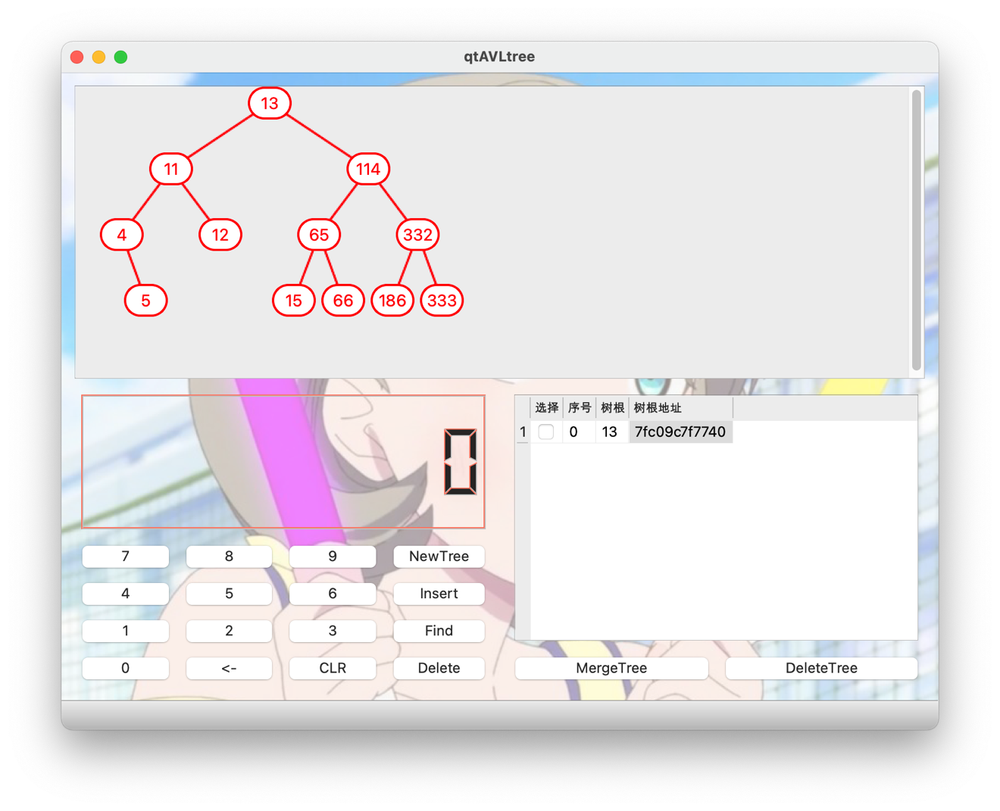 qtAVLtree
13
11 114
4 12 65 332
5 15 66 186 333
0
选择 序号 树根 树根地址
1 0 13 7fc09c7f7740
7 8 9 NewTree
4 5 6 Insert
1 2 3 Find
0 <- CLR Delete
MergeTree DeleteTree